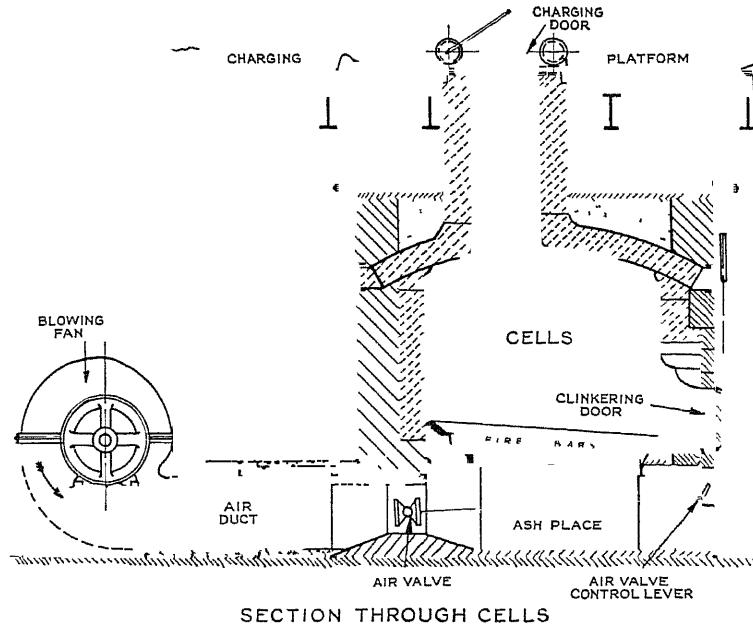 CHARGING
DOOR
CHARGING
PLATFORM
CELLS
BLOWING
FAN
CLINKERING
DOOR
FIRE BARS
AIR
DUCT
ASH PLACE
AIR VALVE
AIR VALVE
CONTROL LEVER
SECTION THROUGH CELLS